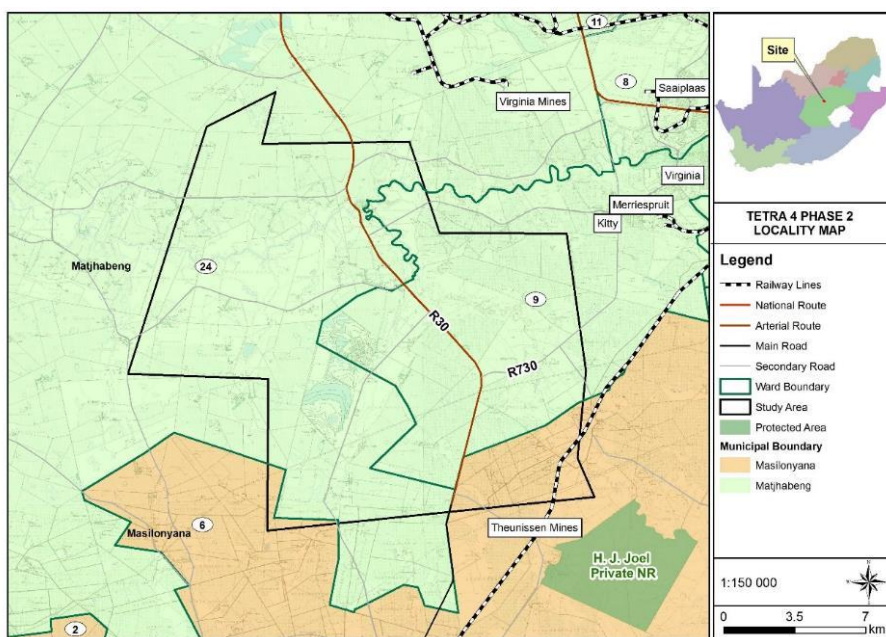 11
8
Saaiplaas
Virginia Mines
Virginia
Merriespruit
Kitty
Matjhabeng
24
9
R30
R730
6
Masilonyana
Theunissen Mines
H. J. Joel
Private NR
2
Site
TETRA 4 PHASE 2
LOCALITY MAP
Legend
Railway Lines
National Route
Arterial Route
Main Road
Secondary Road
Ward Boundary
Study Area
Protected Area
Municipal Boundary
Masilonyana
Matjhabeng
1:150 000
N
0 3.5 7
km